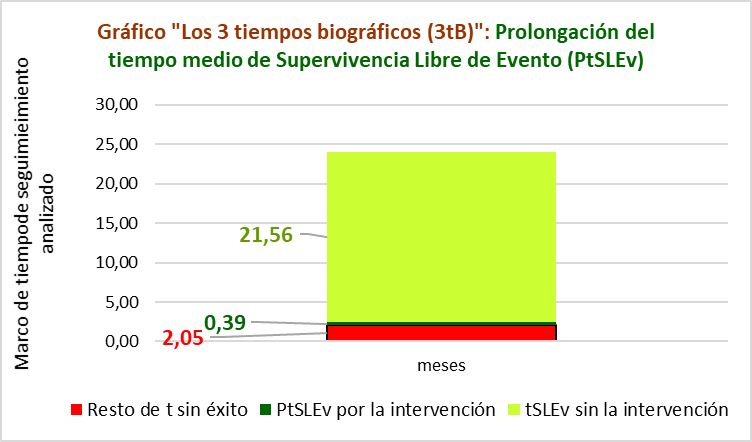 Gráfico "Los 3 tiempos biográficos (3tB)": Prolongación del
tiempo medio de Supervivencia Libre de Evento (PtSLEv)
Marco de tiempode seguimieimiento
analizado
30,00
25,00
20,00
15,00
10,00
5,00
0,00
21,56
0,39
2,05
meses
Resto de t sin éxito
PtSLEv por la intervención
tSLEv sin la intervención